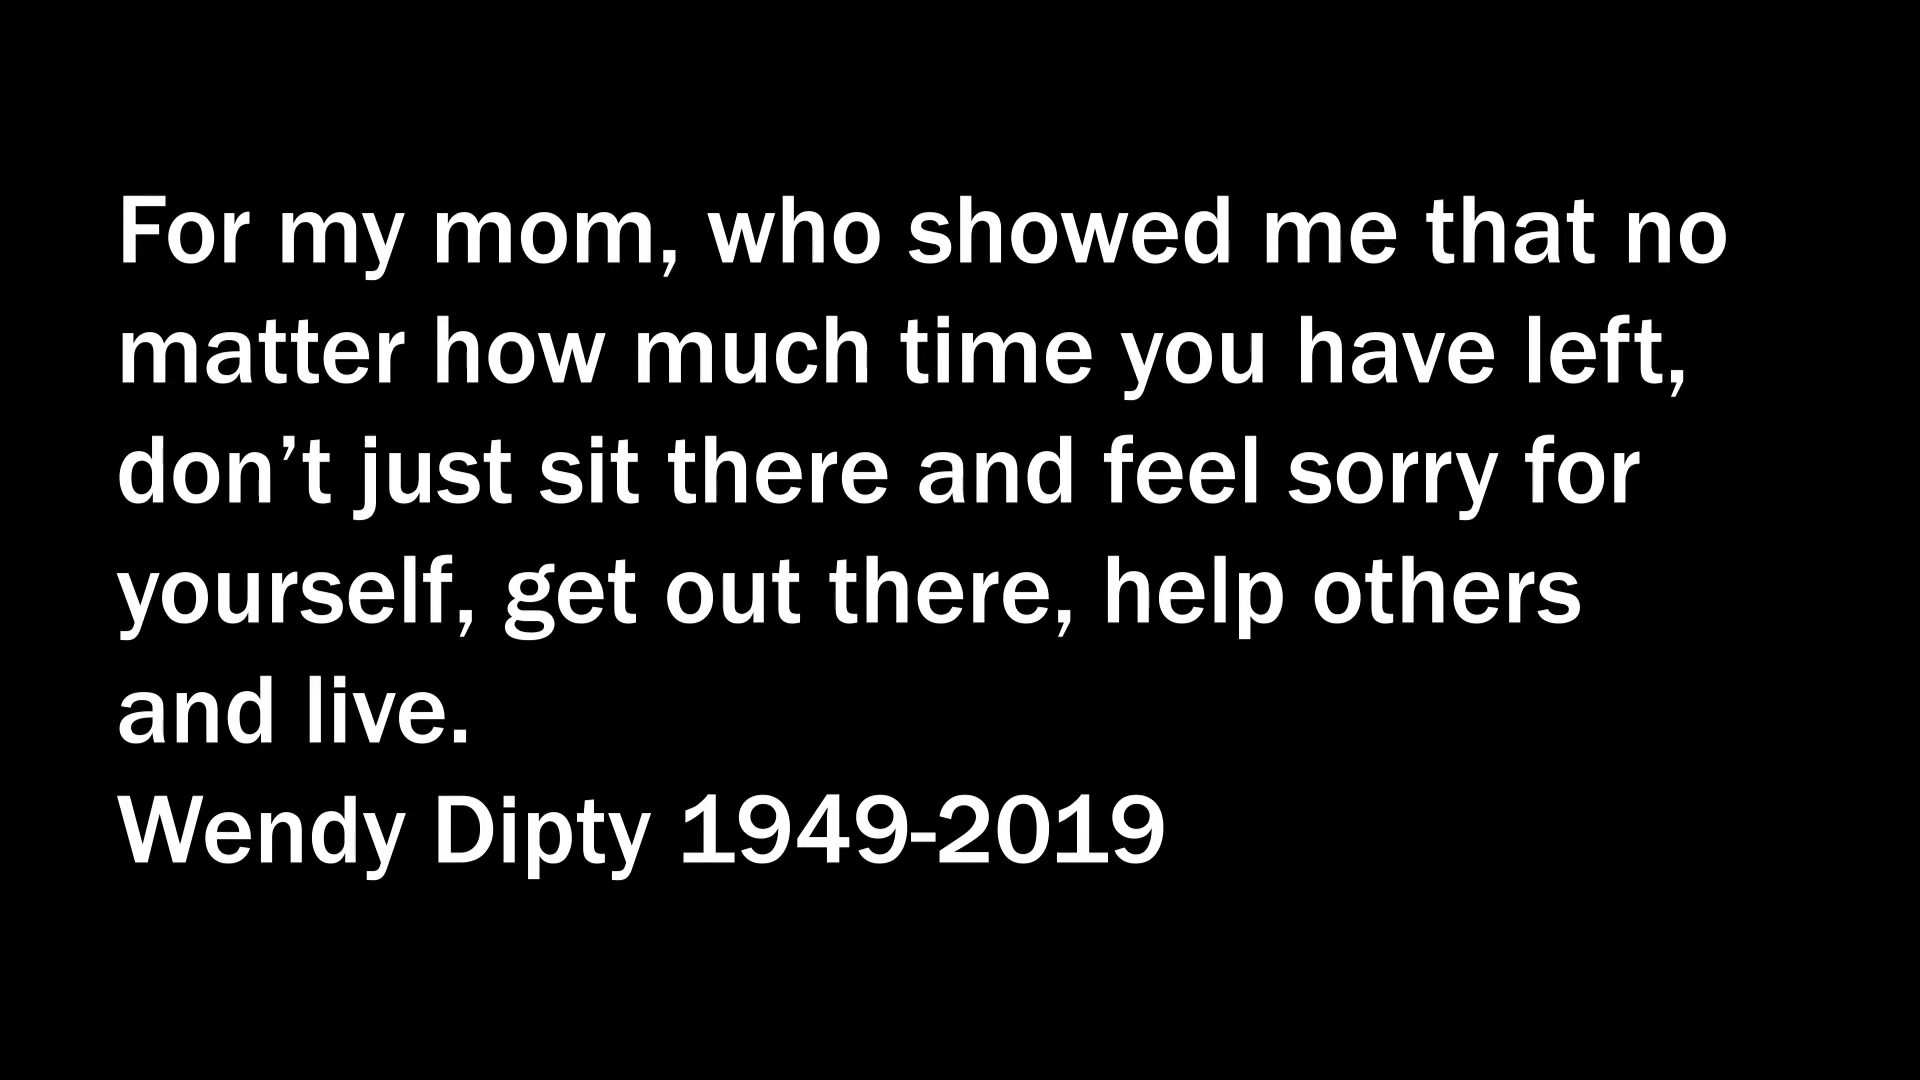 For my mom, who showed me that no
matter how much time you have left,
don’t just sit there and feel sorry for
yourself, get out there, help others
and live.
Wendy Dipty 1949-2019